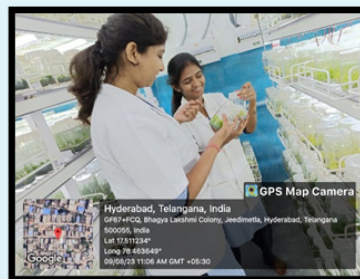 GPS Map Camera
Hyderabad, Telangana, India
GF67+FCQ, Bhagya Lakshmi Colony, Jeedimetla, Hyderabad, Telangana
500055, India
Lat 17.511234°
Long 78.463649°
09/08/23 11:06 AM GMT +05:30
Google